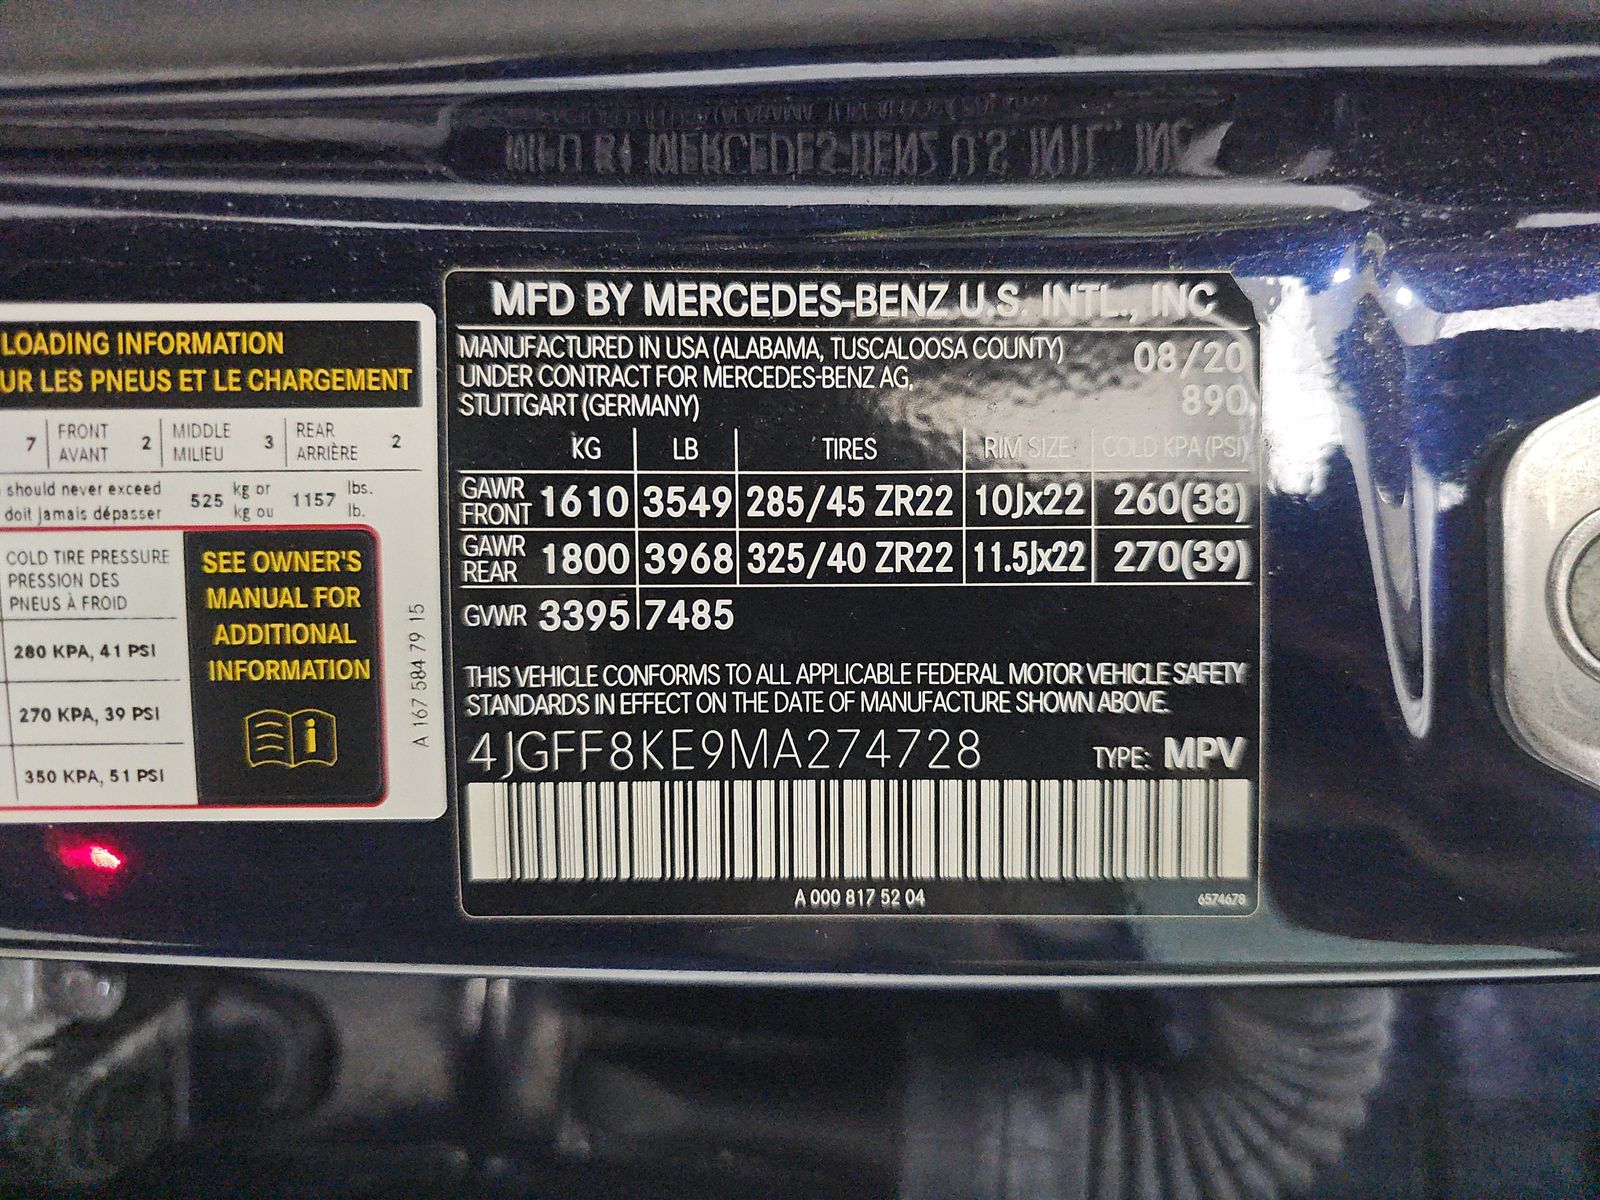 LOADING INFORMATION
UR LES PNEUS ET LE CHARGEMENT
7 FRONT AVANT 2 MIDDLE MILIEU 3 REAR ARRIÈRE 2
should never exceed 525 kg or 1157 lbs.
doit jamais dépasser kg ou lb.
COLD TIRE PRESSURE
PRESSION DES
PNEUS À FROID
280 KPA, 41 PSI
270 KPA, 39 PSI
350 KPA, 51 PSI
SEE OWNER'S
MANUAL FOR
ADDITIONAL
INFORMATION
i
A 167 584 79 15
MFD BY MERCEDES-BENZ U.S. INTL., INC
MANUFACTURED IN USA (ALABAMA, TUSCALOOSA COUNTY) 08/20
UNDER CONTRACT FOR MERCEDES-BENZ AG,
STUTTGART (GERMANY) 890
KG LB TIRES RIM SIZE COLD KPA (PSI)
GAWR FRONT 1610 3549 285/45 ZR22 10Jx22 260(38)
GAWR REAR 1800 3968 325/40 ZR22 11.5Jx22 270(39)
GVWR 3395 7485
THIS VEHICLE CONFORMS TO ALL APPLICABLE FEDERAL MOTOR VEHICLE SAFETY
STANDARDS IN EFFECT ON THE DATE OF MANUFACTURE SHOWN ABOVE.
4JGFF8KE9MA274728 TYPE: MPV
A 000 817 52 04 6574678